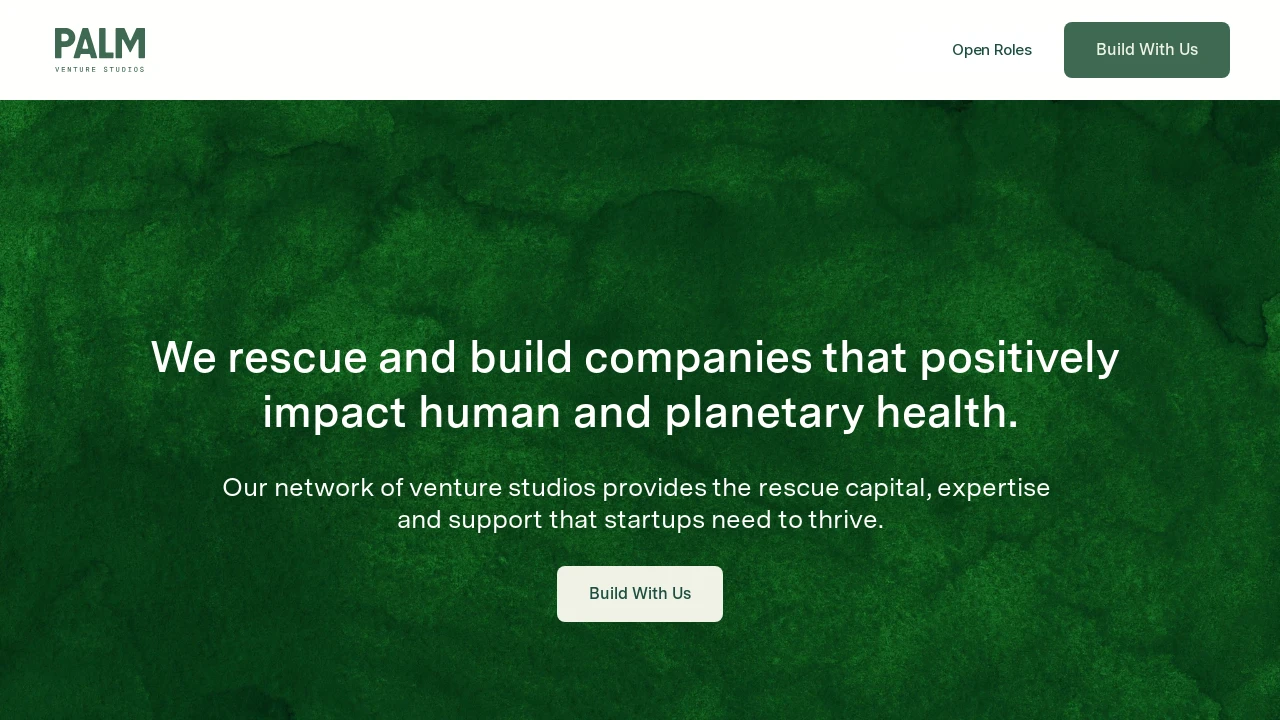 PALM
VENTURE STUDIOS
Open Roles
Build With Us
We rescue and build companies that positively
impact human and planetary health.
Our network of venture studios provides the rescue capital, expertise
and support that startups need to thrive.
Build With Us